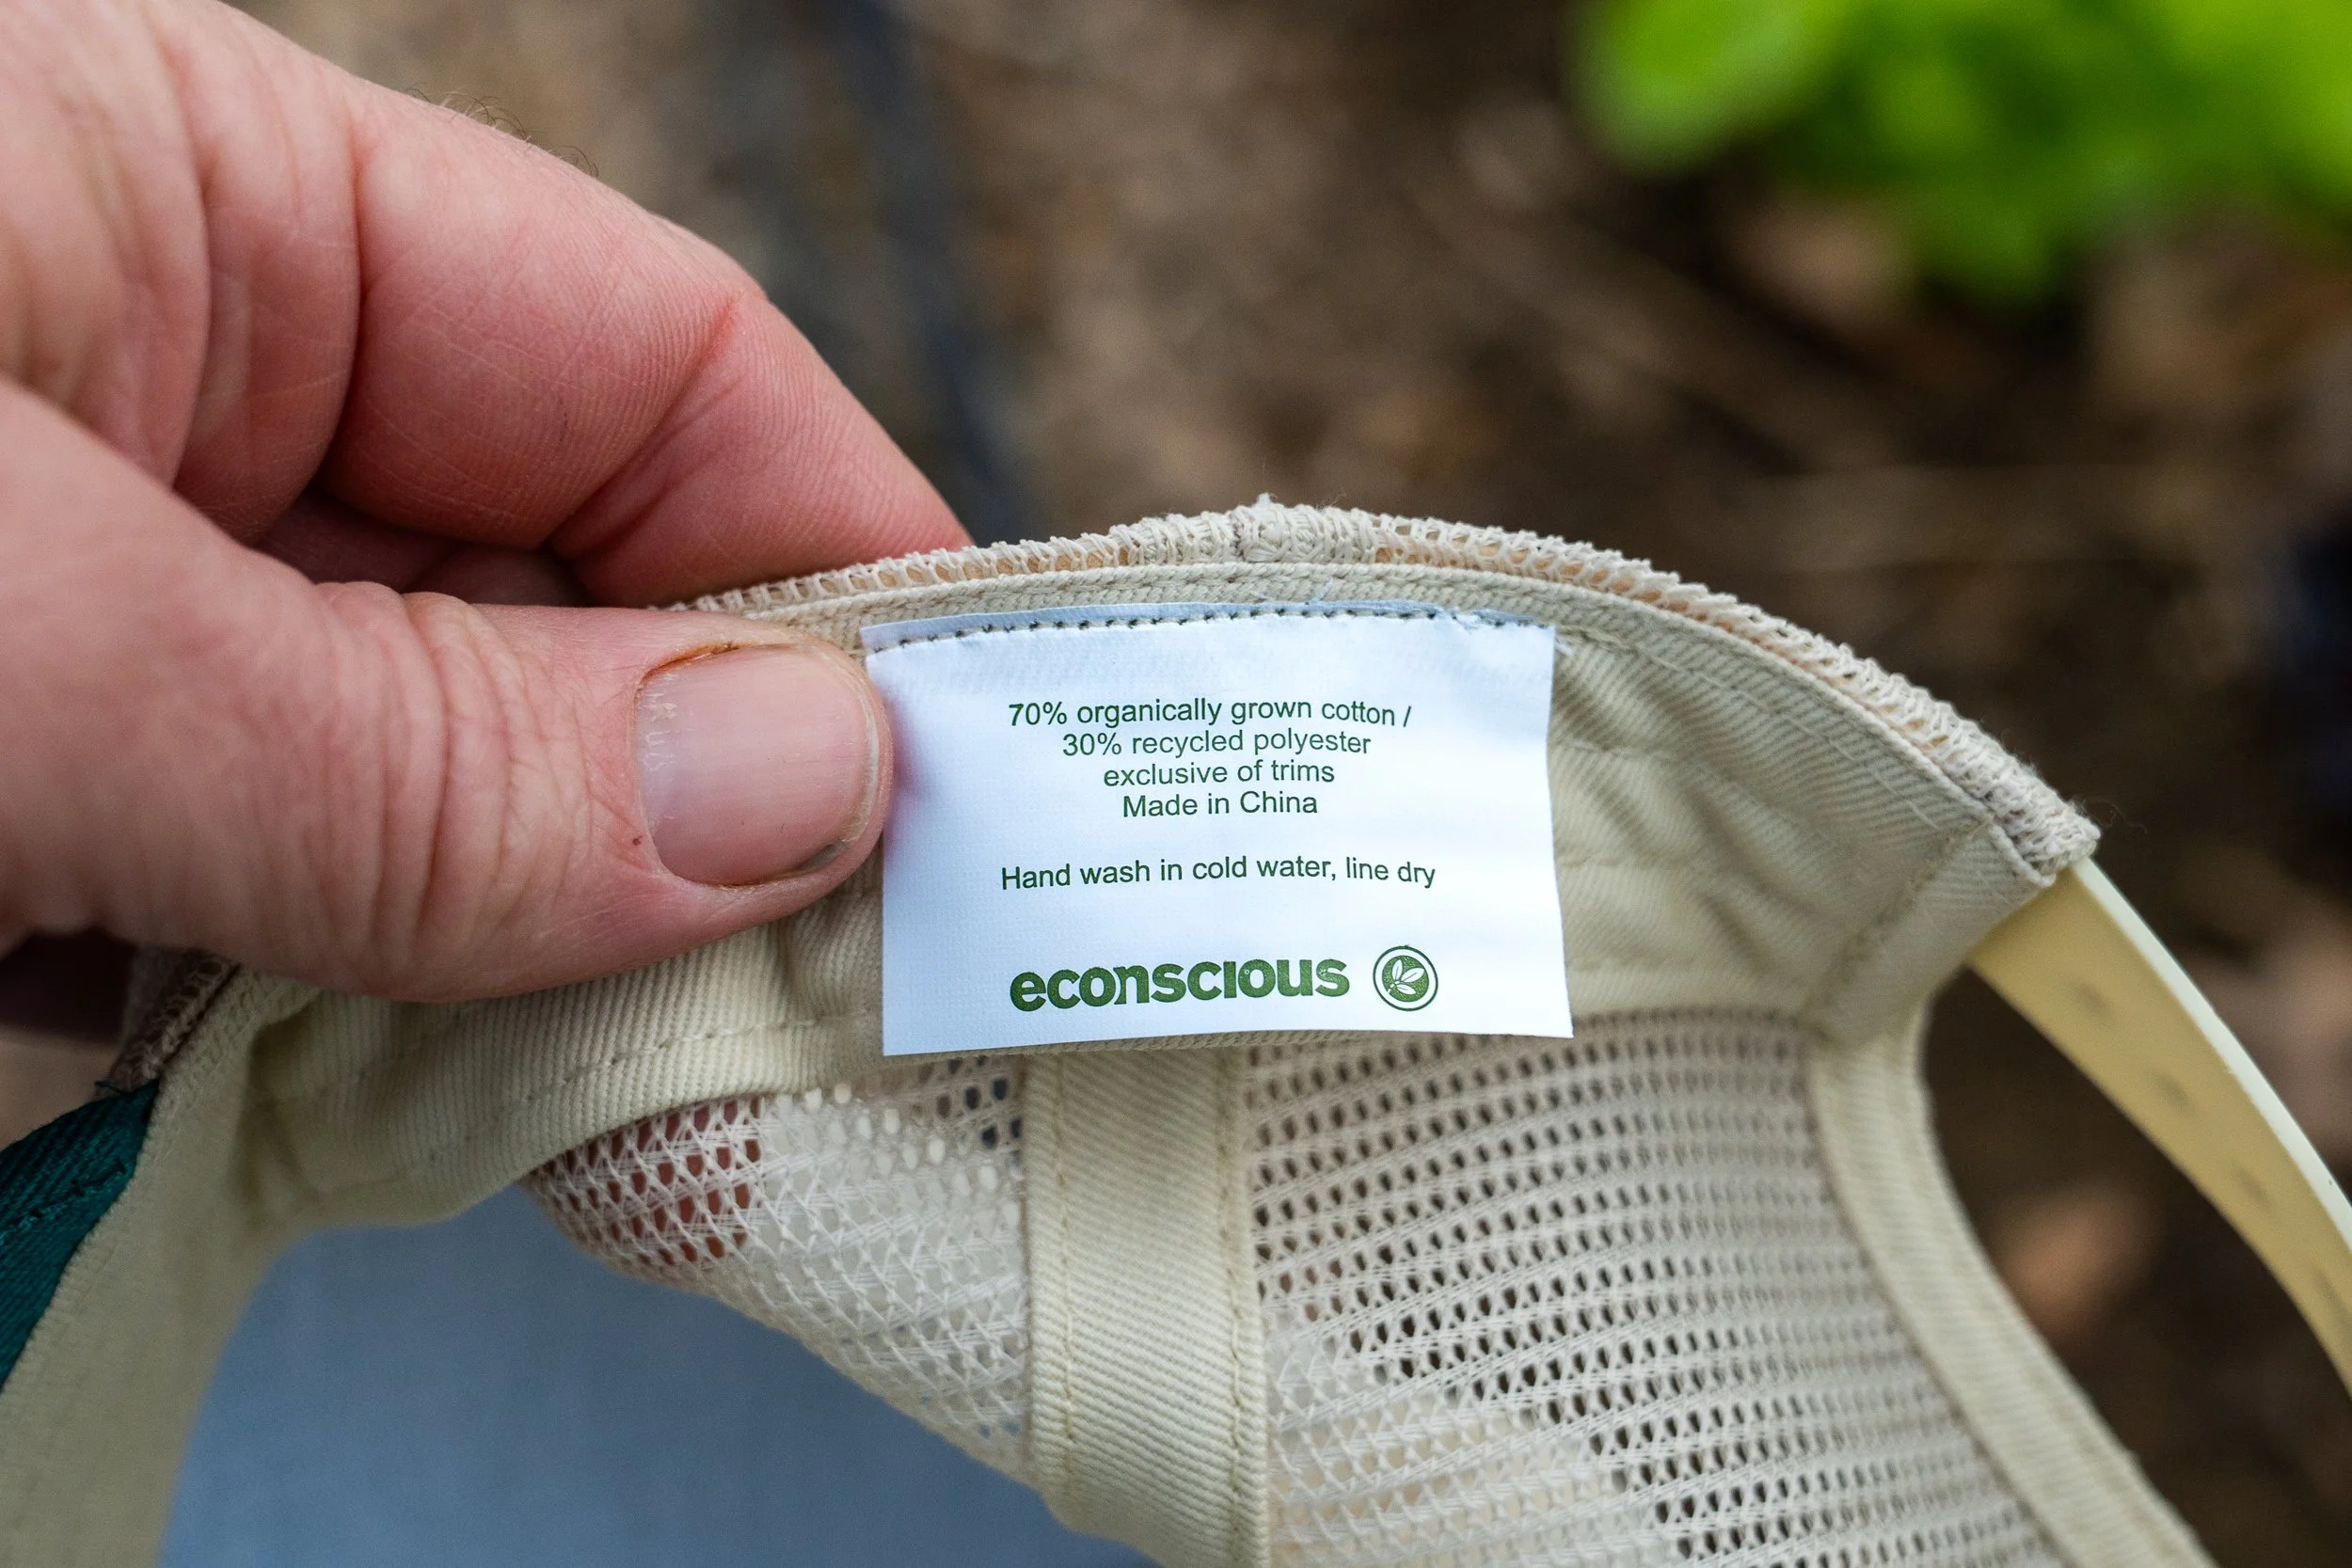 70% organically grown cotton /
30% recycled polyester
exclusive of trims
Made in China
Hand wash in cold water, line dry
econscious